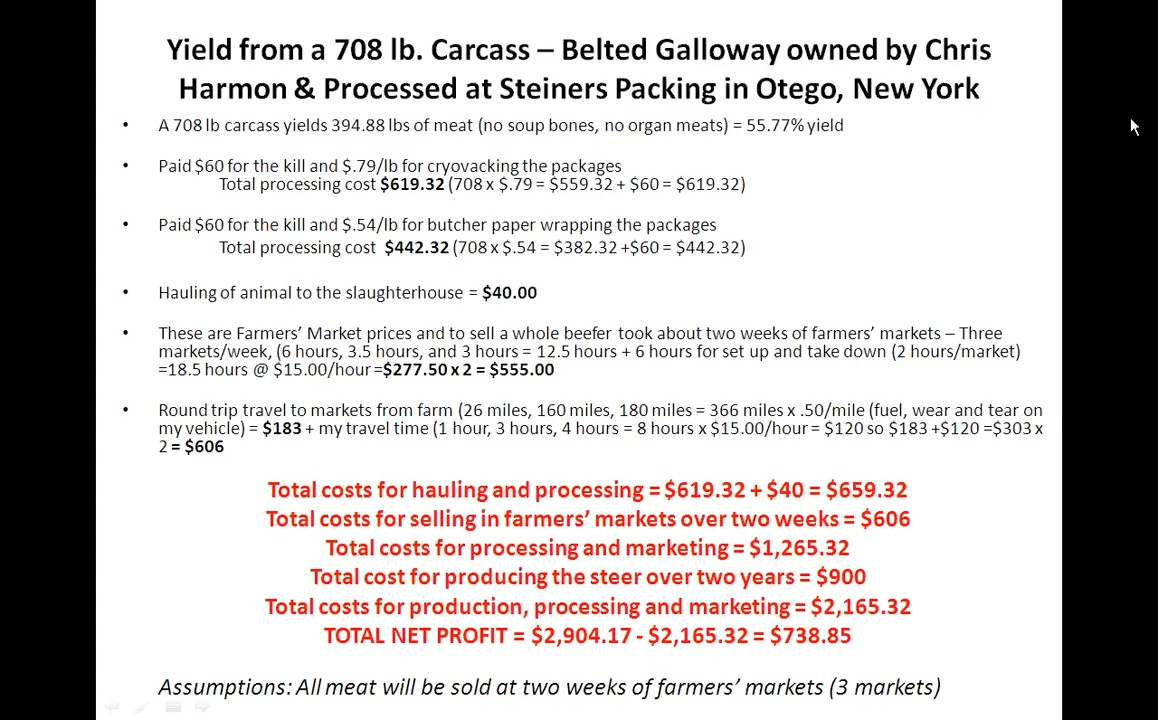 Yield from a 708 lb. Carcass – Belted Galloway owned by Chris
Harmon & Processed at Steiners Packing in Otego, New York
• A 708 lb carcass yields 394.88 lbs of meat (no soup bones, no organ meats) = 55.77% yield
• Paid $60 for the kill and $.79/lb for cryovacking the packages
Total processing cost $619.32 (708 x $.79 = $559.32 + $60 = $619.32)
• Paid $60 for the kill and $.54/lb for butcher paper wrapping the packages
Total processing cost $442.32 (708 x $.54 = $382.32 +$60 = $442.32)
• Hauling of animal to the slaughterhouse = $40.00
• These are Farmers’ Market prices and to sell a whole beefer took about two weeks of farmers’ markets – Three
markets/week, (6 hours, 3.5 hours, and 3 hours = 12.5 hours + 6 hours for set up and take down (2 hours/market)
=18.5 hours @ $15.00/hour =$277.50 x 2 = $555.00
• Round trip travel to markets from farm (26 miles, 160 miles, 180 miles = 366 miles x .50/mile (fuel, wear and tear on
my vehicle) = $183 + my travel time (1 hour, 3 hours, 4 hours = 8 hours x $15.00/hour = $120 so $183 +$120 =$303 x
2 = $606
Total costs for hauling and processing = $619.32 + $40 = $659.32
Total costs for selling in farmers’ markets over two weeks = $606
Total costs for processing and marketing = $1,265.32
Total cost for producing the steer over two years = $900
Total costs for production, processing and marketing = $2,165.32
TOTAL NET PROFIT = $2,904.17 - $2,165.32 = $738.85
Assumptions: All meat will be sold at two weeks of farmers’ markets (3 markets)